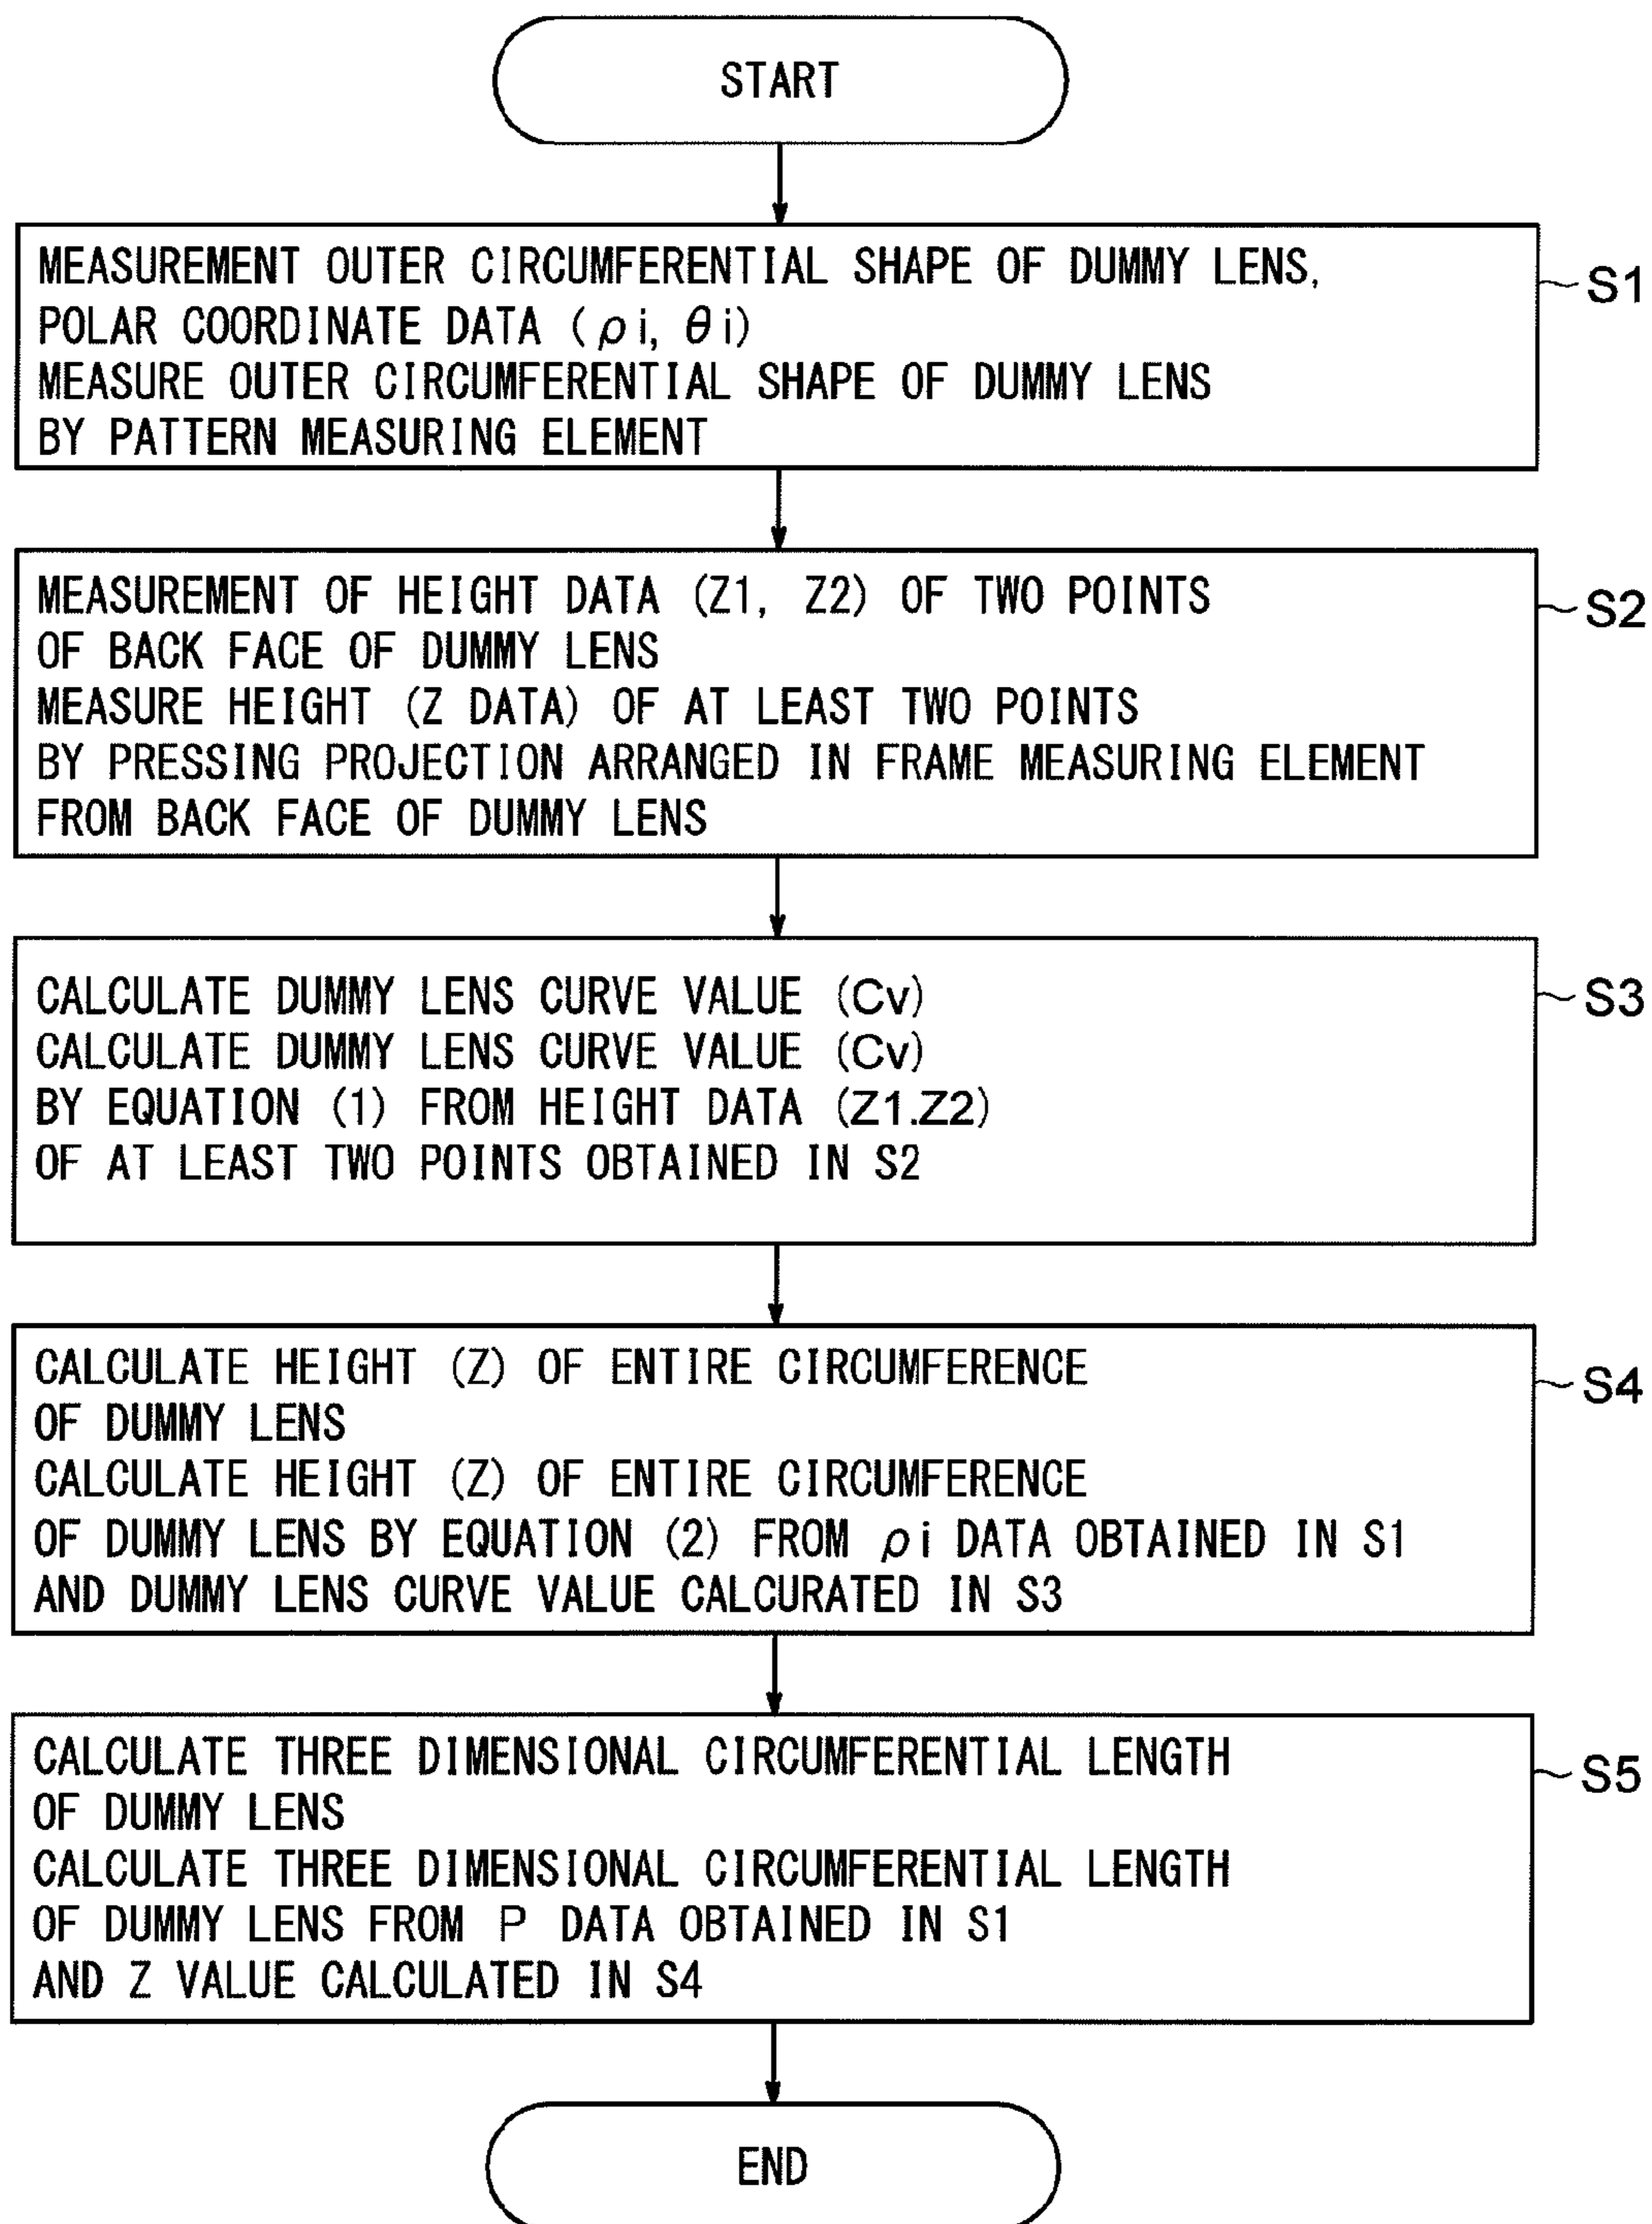 START
MEASUREMENT OUTER CIRCUMFERENTIAL SHAPE OF DUMMY LENS,
POLAR COORDINATE DATA (ρi, θi)
MEASURE OUTER CIRCUMFERENTIAL SHAPE OF DUMMY LENS
BY PATTERN MEASURING ELEMENT
S1
MEASUREMENT OF HEIGHT DATA (Z1, Z2) OF TWO POINTS
OF BACK FACE OF DUMMY LENS
MEASURE HEIGHT (Z DATA) OF AT LEAST TWO POINTS
BY PRESSING PROJECTION ARRANGED IN FRAME MEASURING ELEMENT
FROM BACK FACE OF DUMMY LENS
S2
CALCULATE DUMMY LENS CURVE VALUE (Cv)
CALCULATE DUMMY LENS CURVE VALUE (Cv)
BY EQUATION (1) FROM HEIGHT DATA (Z1.Z2)
OF AT LEAST TWO POINTS OBTAINED IN S2
S3
CALCULATE HEIGHT (Z) OF ENTIRE CIRCUMFERENCE
OF DUMMY LENS
CALCULATE HEIGHT (Z) OF ENTIRE CIRCUMFERENCE
OF DUMMY LENS BY EQUATION (2) FROM ρi DATA OBTAINED IN S1
AND DUMMY LENS CURVE VALUE CALCURATED IN S3
S4
CALCULATE THREE DIMENSIONAL CIRCUMFERENTIAL LENGTH
OF DUMMY LENS
CALCULATE THREE DIMENSIONAL CIRCUMFERENTIAL LENGTH
OF DUMMY LENS FROM P DATA OBTAINED IN S1
AND Z VALUE CALCULATED IN S4
S5
END